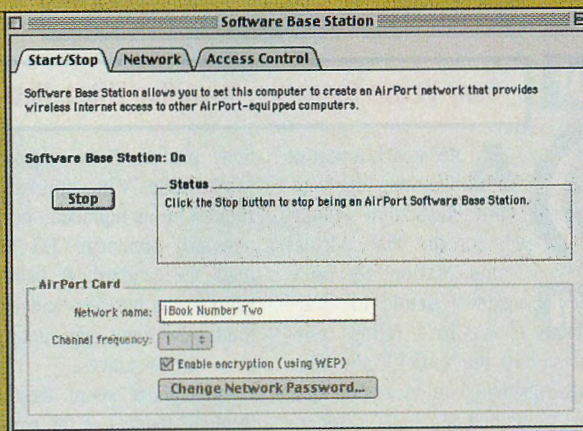 Software Base Station
Start/Stop
Network
Access Control
Software Base Station allows you to set this computer to create an AirPort network that provides
wireless Internet access to other AirPort-equipped computers.
Software Base Station: On
Stop
Status
Click the Stop button to stop being an AirPort Software Base Station.
AirPort Card
Network name: iBook Number Two
Channel frequency: 1
Enable encryption (using WEP)
Change Network Password...